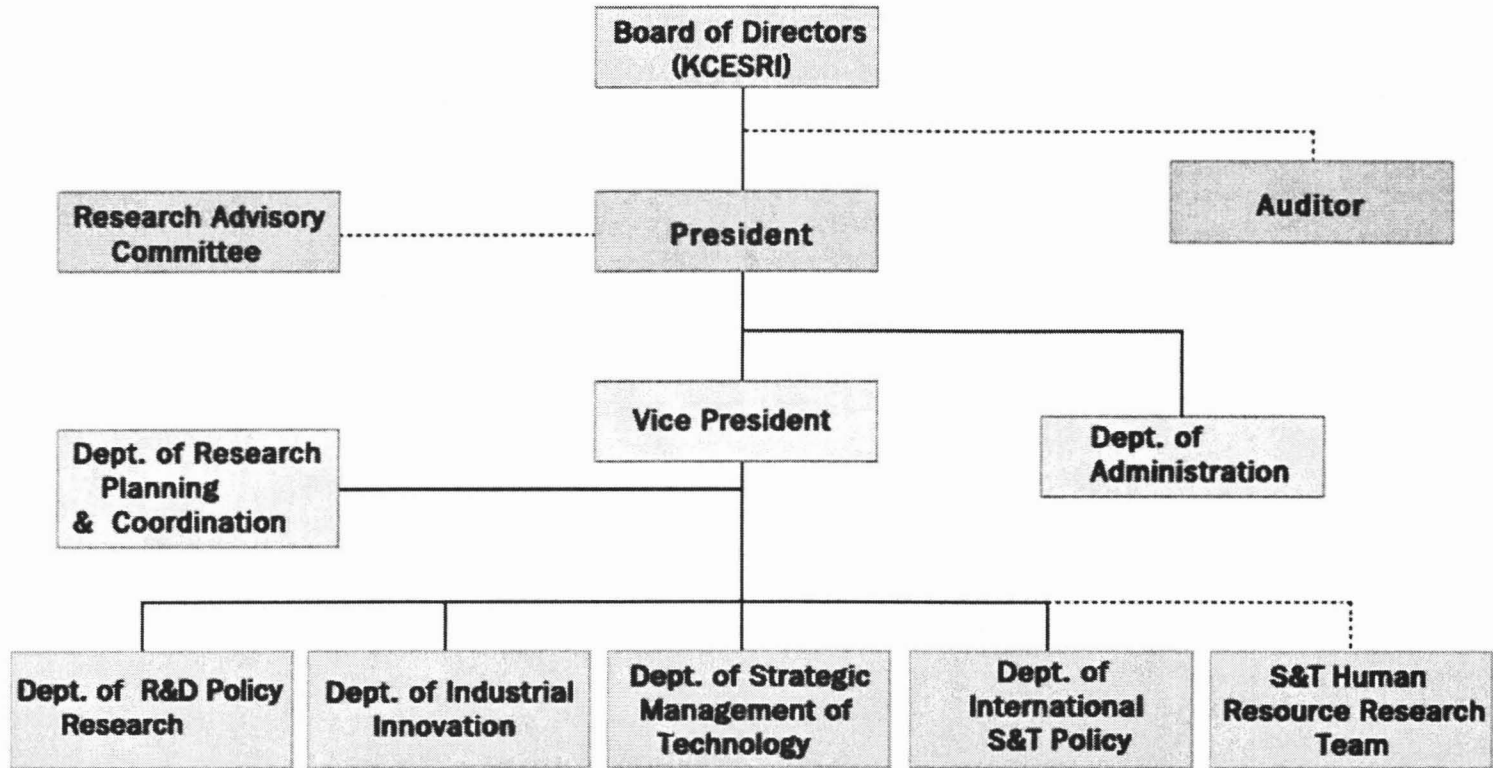 Board of Directors
(KCESRI)
Auditor
Research Advisory
Committee
President
Vice President
Dept. of Research
Planning
& Coordination
Dept. of
Administration
Dept. of R&D Policy
Research
Dept. of Industrial
Innovation
Dept. of Strategic
Management of
Technology
Dept. of
International
S&T Policy
S&T Human
Resource Research
Team